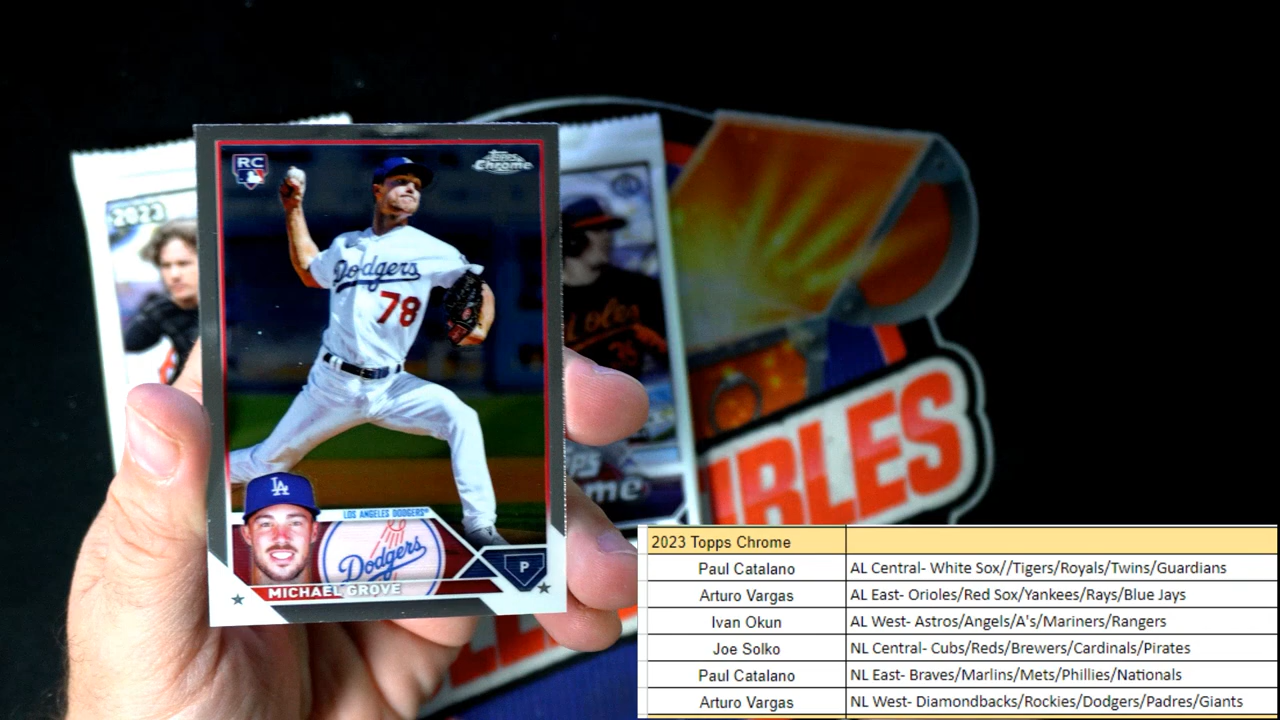 RC
Topps
Chrome
2023
Dodgers
78
LA
LOS ANGELES DODGERS®
Dodgers
P
MICHAEL GROVE
IBLES
2023 Topps Chrome
Paul Catalano AL Central- White Sox//Tigers/Royals/Twins/Guardians
Arturo Vargas AL East- Orioles/Red Sox/Yankees/Rays/Blue Jays
Ivan Okun AL West- Astros/Angels/A's/Mariners/Rangers
Joe Solko NL Central- Cubs/Reds/Brewers/Cardinals/Pirates
Paul Catalano NL East- Braves/Marlins/Mets/Phillies/Nationals
Arturo Vargas NL West- Diamondbacks/Rockies/Dodgers/Padres/Giants